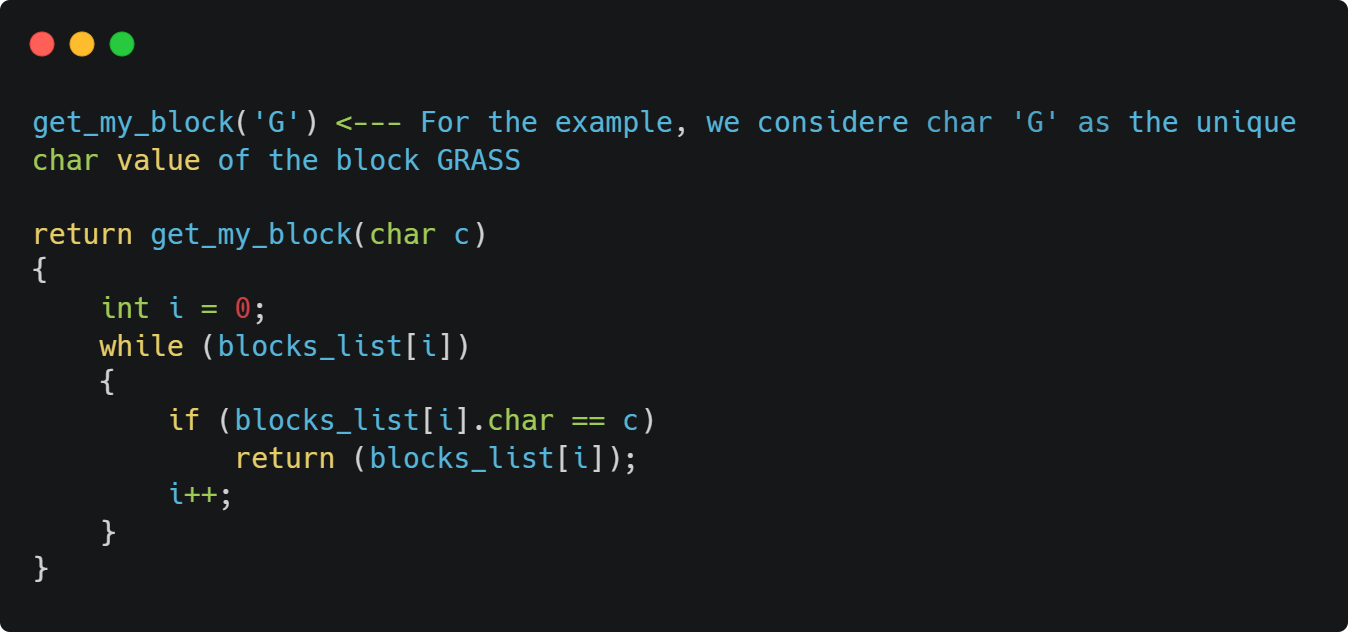 get_my_block('G') <--- For the example, we considere char 'G' as the unique
char value of the block GRASS
return get_my_block(char c)
{
    int i = 0;
    while (blocks_list[i])
    {
        if (blocks_list[i].char == c)
            return (blocks_list[i]);
        i++;
    }
}